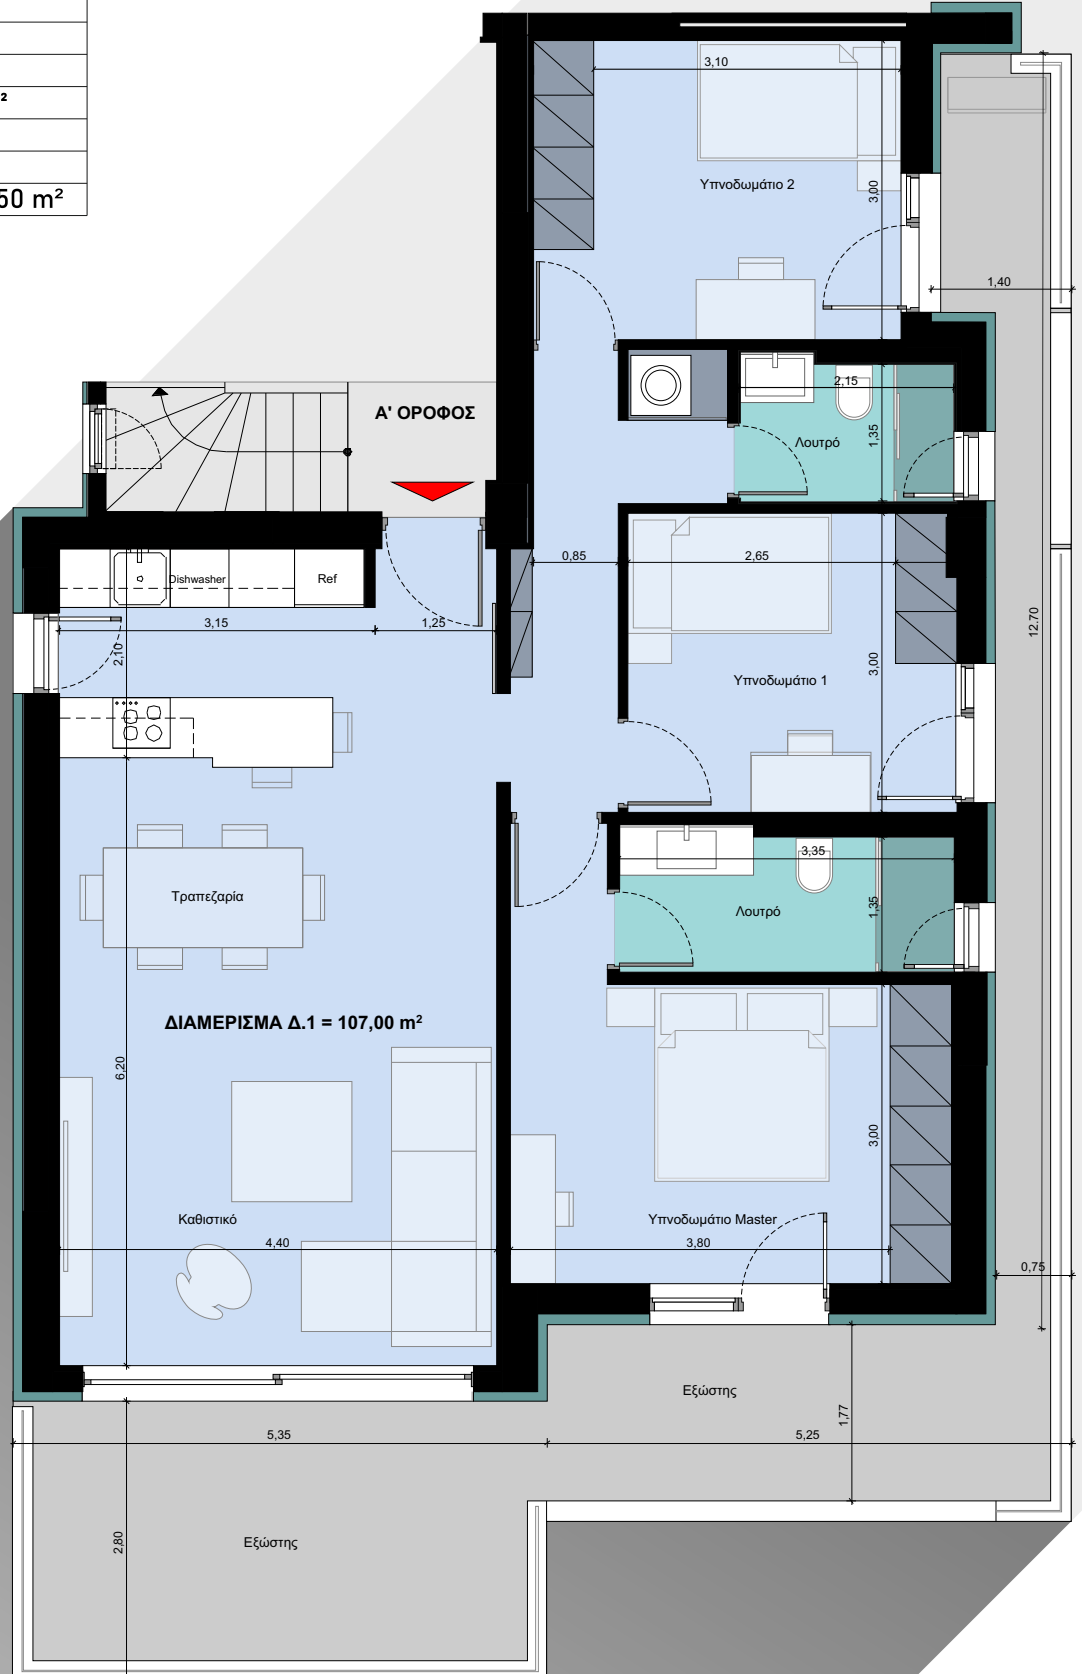 ²
50 m²
3,10
Υπνοδωμάτιο 2
3,00
1,40
Α' ΟΡΟΦΟΣ
2,15
Λουτρό
1,35
Dishwasher
Ref
0,85
2,65
3,15
1,25
2,10
12,70
3,00
Υπνοδωμάτιο 1
3,35
Τραπεζαρία
Λουτρό
1,35
ΔΙΑΜΕΡΙΣΜΑ Δ.1 = 107,00 m²
6,20
3,00
Καθιστικό
Υπνοδωμάτιο Master
4,40
3,80
0,75
Εξώστης
1,77
5,35
5,25
2,80
Εξώστης